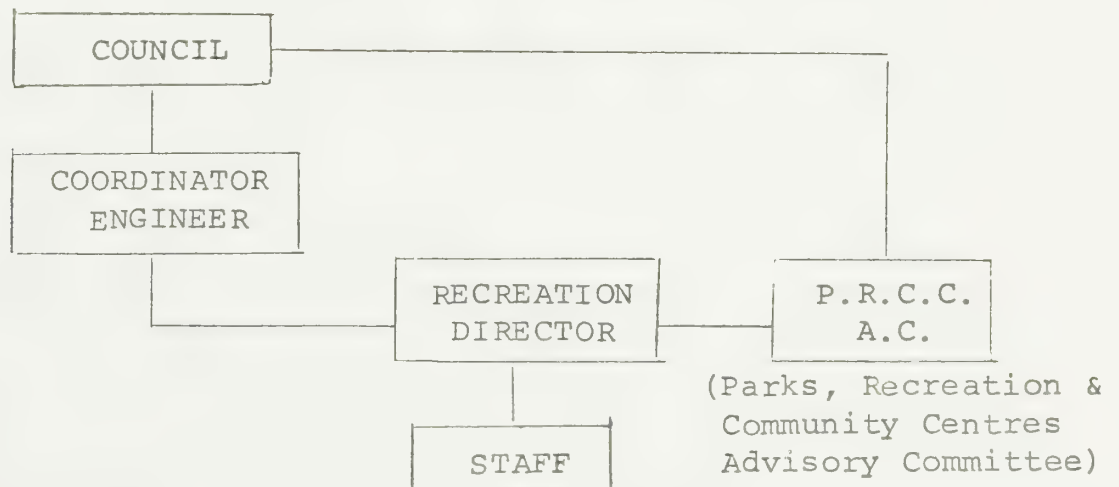 COUNCIL
COORDINATOR
ENGINEER
RECREATION
DIRECTOR
P.R.C.C.
A.C.
(Parks, Recreation &
Community Centres
Advisory Committee)
STAFF